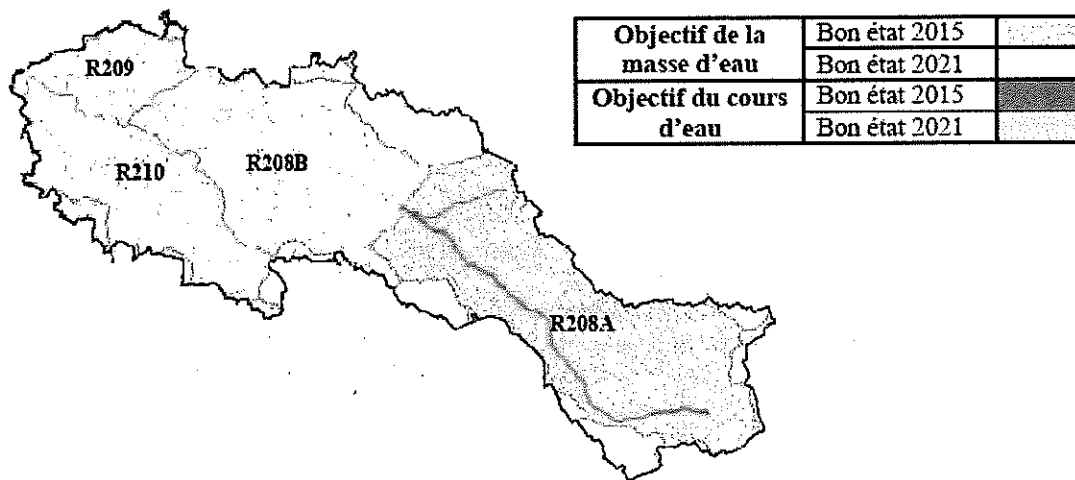 Objectif de la masse d'eau
Bon état 2015
Bon état 2021
Objectif du cours d'eau
Bon état 2015
Bon état 2021
R209
R210
R208B
R208A